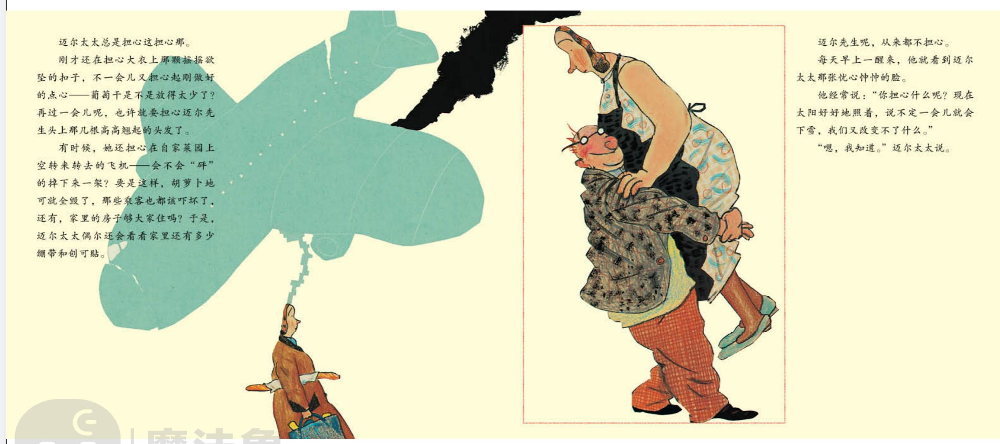 迈尔太太总是担心这担心那。
刚才还在担心大衣上那颗摇摇欲
坠的扣子，不一会儿又担心起刚做好
的点心——葡萄干是不是放得太少了？
再过一会儿呢，也许就要担心迈尔先
生头上那几根高高翘起的头发了。
有时候，她还担心在自家菜园上
空转来转去的飞机——会不会“砰”
的掉下来一架？要是这样，胡萝卜地
可就全毁了，那些乘客也都该吓坏了，
还有，家里的房子够大家住吗？于是，
迈尔太太偶尔还会看看家里还有多少
绷带和创可贴。
迈尔先生呢，从来都不担心。
每天早上一醒来，他就看到迈尔
太太那张忧心忡忡的脸。
他经常说：“你担心什么呢？现在
太阳好好地照着，说不定一会儿就会
下雪，我们又改变不了什么。”
“嗯，我知道。”迈尔太太说。